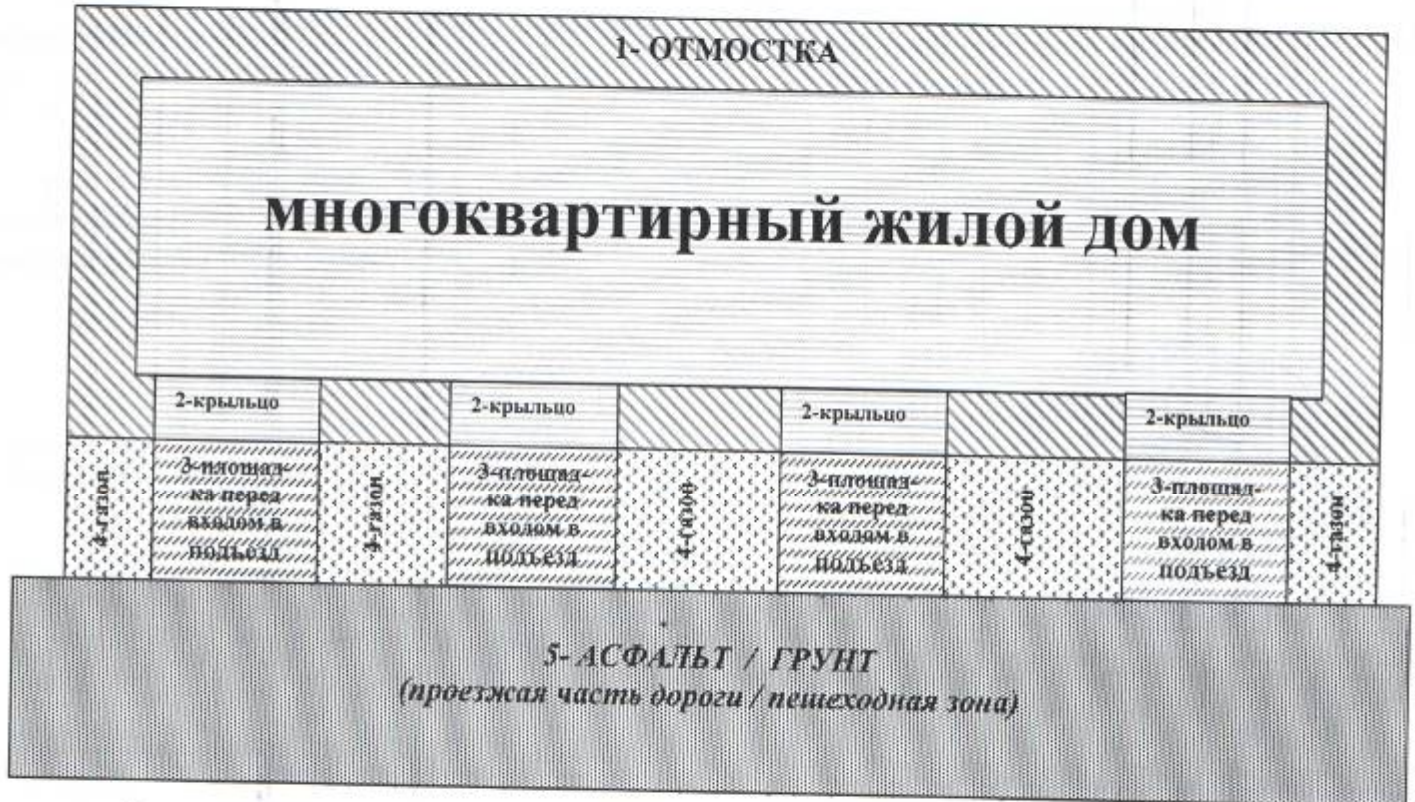 1- ОТМОСТКА
многоквартирный жилой дом
2-крыльцо
2-крыльцо
2-крыльцо
2-крыльцо
4-газон
3-площад-
ка перед
входом в
подъезд
4-газон
3-площад-
ка перед
входом в
подъезд
4-газон
3-площад-
ка перед
входом в
подъезд
4-газон
3-площад-
ка перед
входом в
подъезд
4-газон
5- АСФАЛЬТ / ГРУНТ
(проезжая часть дороги / пешеходная зона)